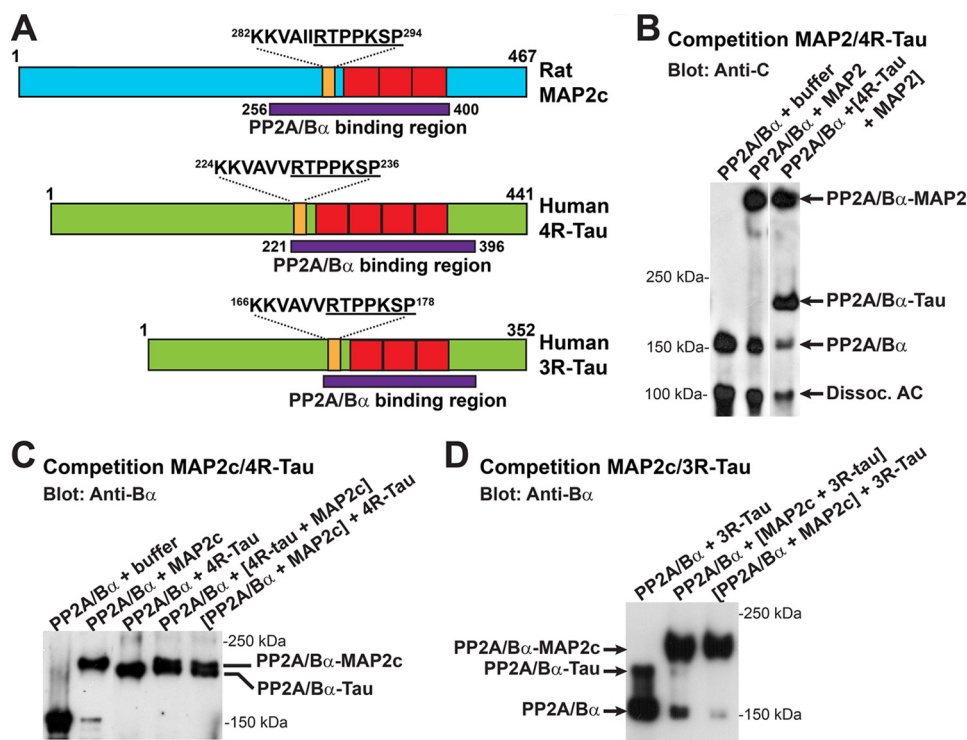 A
282KKVAIIRTPPKSP294
1
467
Rat
MAP2c
256
400
PP2A/Bα binding region
224KKVAVVRTPPKSP236
1
441
Human
4R-Tau
221
396
PP2A/Bα binding region
166KKVAVVRTPPKSP178
1
352
Human
3R-Tau
PP2A/Bα binding region
B
Competition MAP2/4R-Tau
Blot: Anti-C
PP2A/Bα + buffer
PP2A/Bα + MAP2
PP2A/Bα +[4R-Tau
+ MAP2]
PP2A/Bα-MAP2
250 kDa-
PP2A/Bα-Tau
150 kDa-
PP2A/Bα
100 kDa-
Dissoc. AC
C
Competition MAP2c/4R-Tau
Blot: Anti-Bα
PP2A/Bα + buffer
PP2A/Bα + MAP2c
PP2A/Bα + 4R-Tau
PP2A/Bα + [4R-tau + MAP2c]
[PP2A/Bα + MAP2c] + 4R-Tau
-250 kDa
PP2A/Bα-MAP2c
PP2A/Bα-Tau
-150 kDa
D
Competition MAP2c/3R-Tau
Blot: Anti-Bα
PP2A/Bα + 3R-Tau
PP2A/Bα + [MAP2c + 3R-tau]
[PP2A/Bα + MAP2c] + 3R-Tau
-250 kDa
PP2A/Bα-MAP2c
PP2A/Bα-Tau
PP2A/Bα
-150 kDa